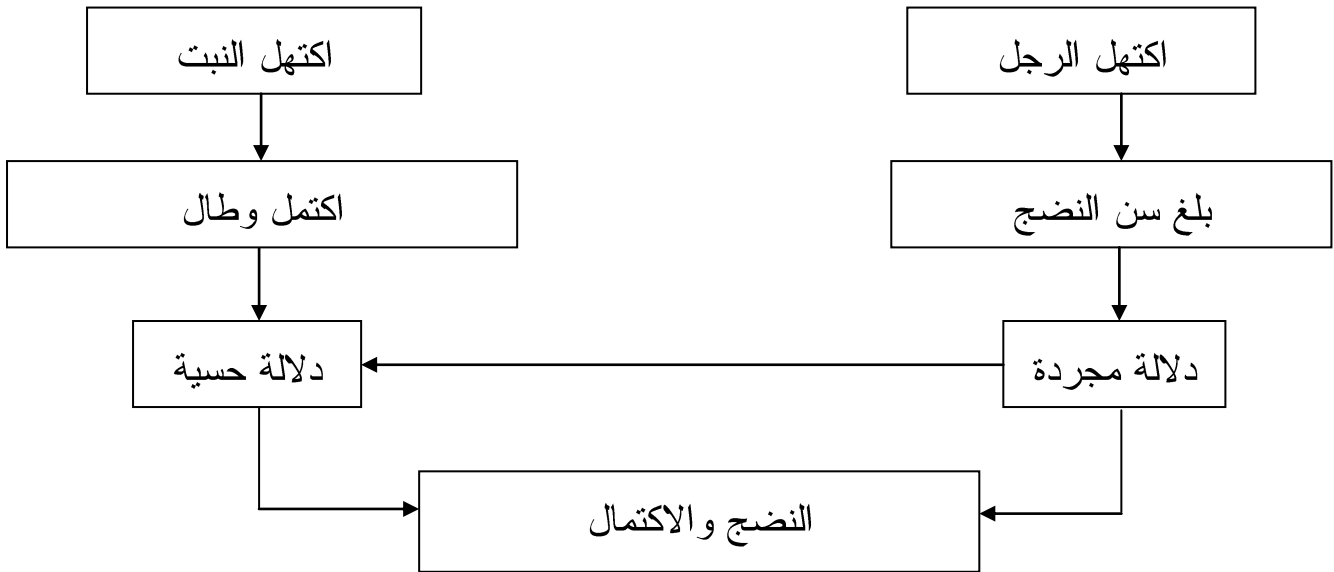 اكتهل الرجل
اكتهل النبت
بلغ سن النضج
اكتمل وطال
دلالة مجردة
دلالة حسية
النضج والاكتمال